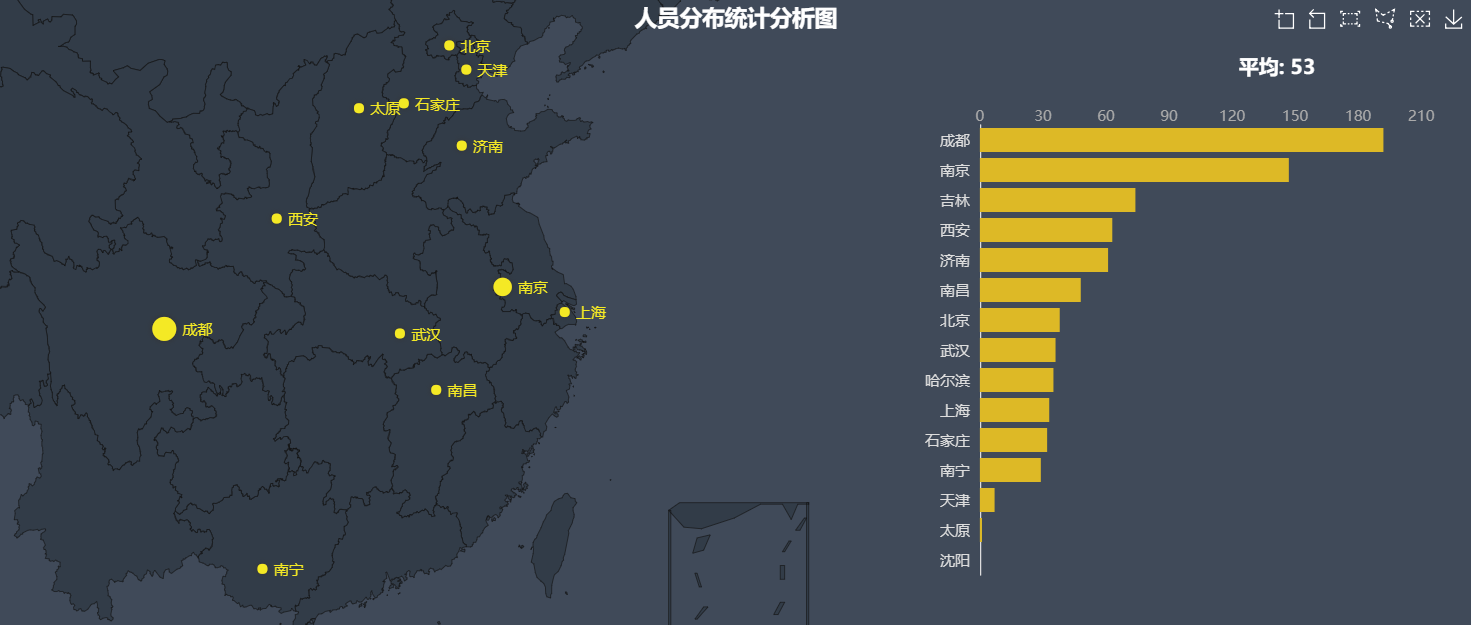 人员分布统计分析图
平均: 53
北京
天津
太原
石家庄
济南
西安
南京
上海
成都
武汉
南昌
南宁
0 30 60 90 120 150 180 210
成都
南京
吉林
西安
济南
南昌
北京
武汉
哈尔滨
上海
石家庄
南宁
天津
太原
沈阳